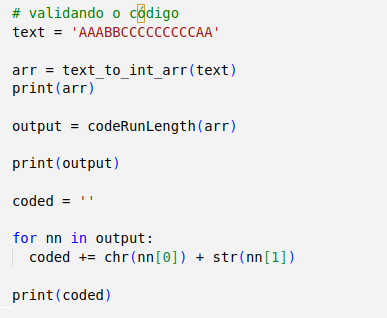 # validando o código
text = 'AAABBCCCCCCCCCAA'
arr = text_to_int_arr(text)
print(arr)
output = codeRunLength(arr)
print(output)
coded = ''
for nn in output:
coded += chr(nn[0]) + str(nn[1])
print(coded)